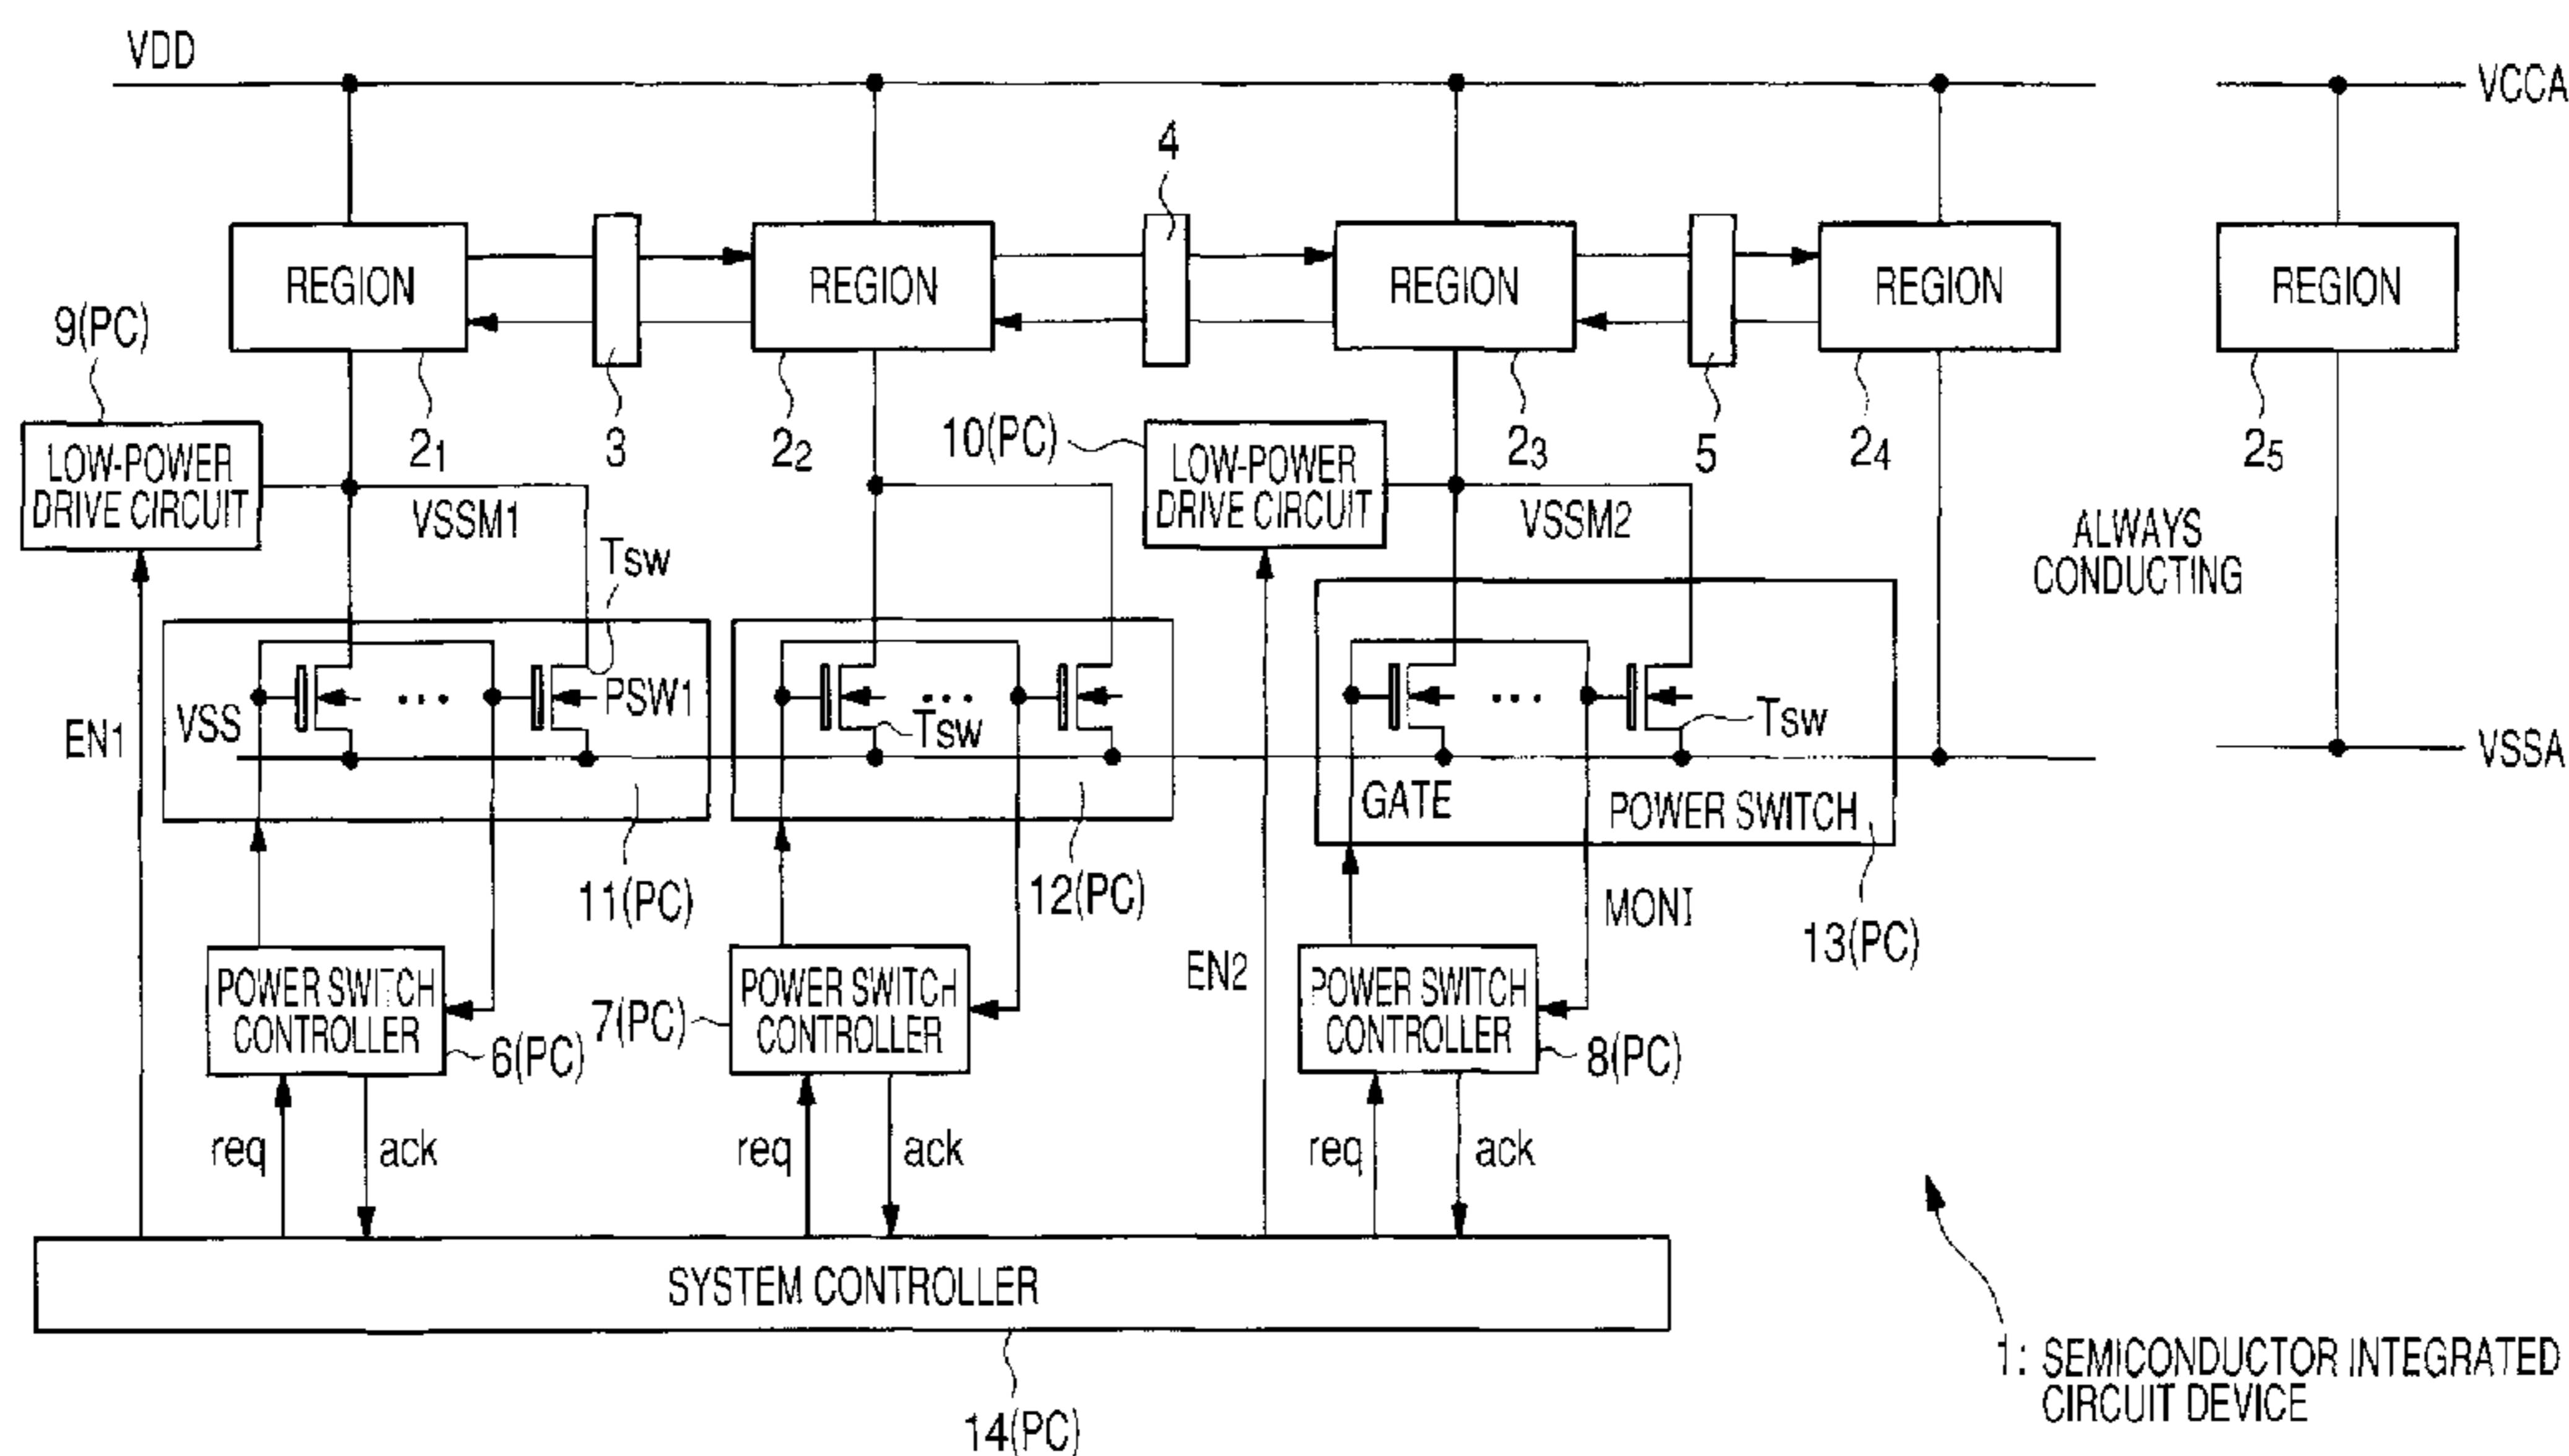 VDD
VCCA
4
REGION
REGION
REGION
REGION
REGION
9(PC)
21
3
22
10(PC)
23
5
24
25
LOW-POWER
DRIVE CIRCUIT
LOW-POWER
DRIVE CIRCUIT
VSSM1
VSSM2
ALWAYS
CONDUCTING
Tsw
VSS
...
PSW1
...
Tsw
...
Tsw
EN1
VSSA
GATE
POWER SWITCH
11(PC)
12(PC)
MONI
13(PC)
EN2
POWER SWITCH
CONTROLLER
6(PC)
7(PC)
POWER SWITCH
CONTROLLER
POWER SWITCH
CONTROLLER
8(PC)
req
ack
req
ack
req
ack
SYSTEM CONTROLLER
14(PC)
1: SEMICONDUCTOR INTEGRATED
CIRCUIT DEVICE